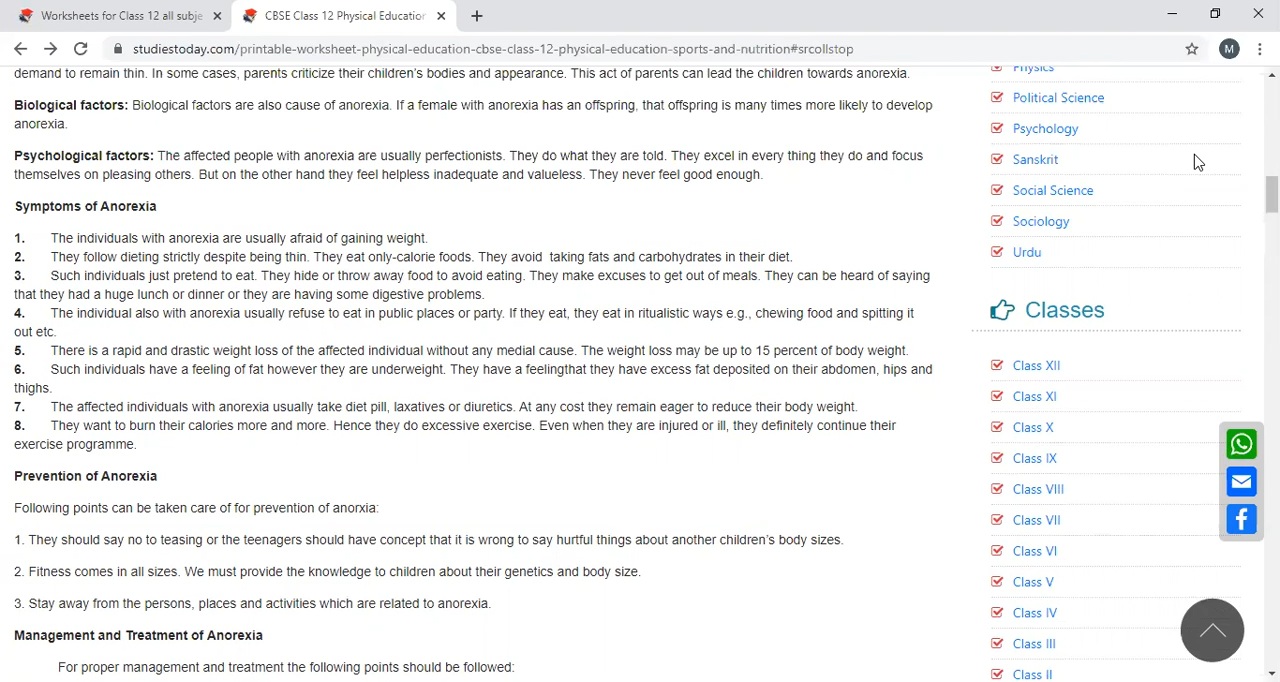 Worksheets for Class 12 all subje
CBSE Class 12 Physical Education
studiestoday.com/printable-worksheet-physical-education-cbse-class-12-physical-education-sports-and-nutrition#srcollstop
M
demand to remain thin. In some cases, parents criticize their children's bodies and appearance. This act of parents can lead the children towards anorexia.
Biological factors: Biological factors are also cause of anorexia. If a female with anorexia has an offspring, that offspring is many times more likely to develop
anorexia.
Psychological factors: The affected people with anorexia are usually perfectionists. They do what they are told. They excel in every thing they do and focus
themselves on pleasing others. But on the other hand they feel helpless inadequate and valueless. They never feel good enough.
Symptoms of Anorexia
1. The individuals with anorexia are usually afraid of gaining weight.
2. They follow dieting strictly despite being thin. They eat only-calorie foods. They avoid taking fats and carbohydrates in their diet.
3. Such individuals just pretend to eat. They hide or throw away food to avoid eating. They make excuses to get out of meals. They can be heard of saying
that they had a huge lunch or dinner or they are having some digestive problems.
4. The individual also with anorexia usually refuse to eat in public places or party. If they eat, they eat in ritualistic ways e.g., chewing food and spitting it
out etc.
5. There is a rapid and drastic weight loss of the affected individual without any medial cause. The weight loss may be up to 15 percent of body weight.
6. Such individuals have a feeling of fat however they are underweight. They have a feelingthat they have excess fat deposited on their abdomen, hips and
thighs.
7. The affected individuals with anorexia usually take diet pill, laxatives or diuretics. At any cost they remain eager to reduce their body weight.
8. They want to burn their calories more and more. Hence they do excessive exercise. Even when they are injured or ill, they definitely continue their
exercise programme.
Prevention of Anorexia
Following points can be taken care of for prevention of anorxia:
1. They should say no to teasing or the teenagers should have concept that it is wrong to say hurtful things about another children's body sizes.
2. Fitness comes in all sizes. We must provide the knowledge to children about their genetics and body size.
3. Stay away from the persons, places and activities which are related to anorexia.
Management and Treatment of Anorexia
For proper management and treatment the following points should be followed:
Physics
Political Science
Psychology
Sanskrit
Social Science
Sociology
Urdu
Classes
Class XII
Class XI
Class X
Class IX
Class VIII
Class VII
Class VI
Class V
Class IV
Class III
Class II